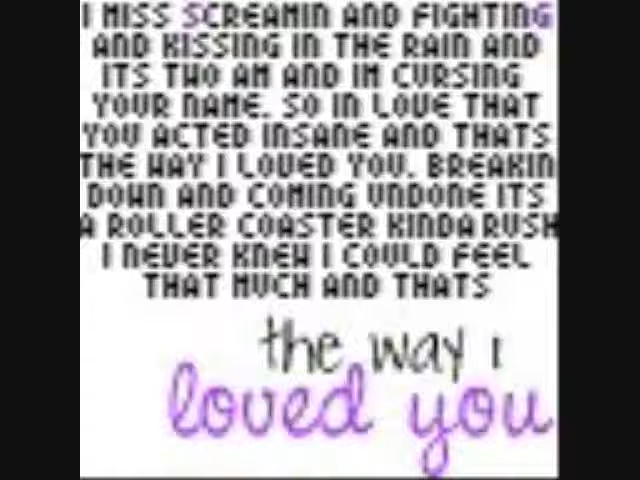 I MISS SCREAMIN AND FIGHTING
AND KISSING IN THE RAIN AND
ITS TWO AM AND IM CURSING
YOUR NAME. SO IN LOVE THAT
YOU ACTED INSANE AND THATS
THE WAY I LOVED YOU. BREAKIN
DOWN AND COMING UNDONE ITS
A ROLLER COASTER KINDA RUSH
I NEVER KNEW I COULD FEEL
THAT MUCH AND THATS
the way i
loved you